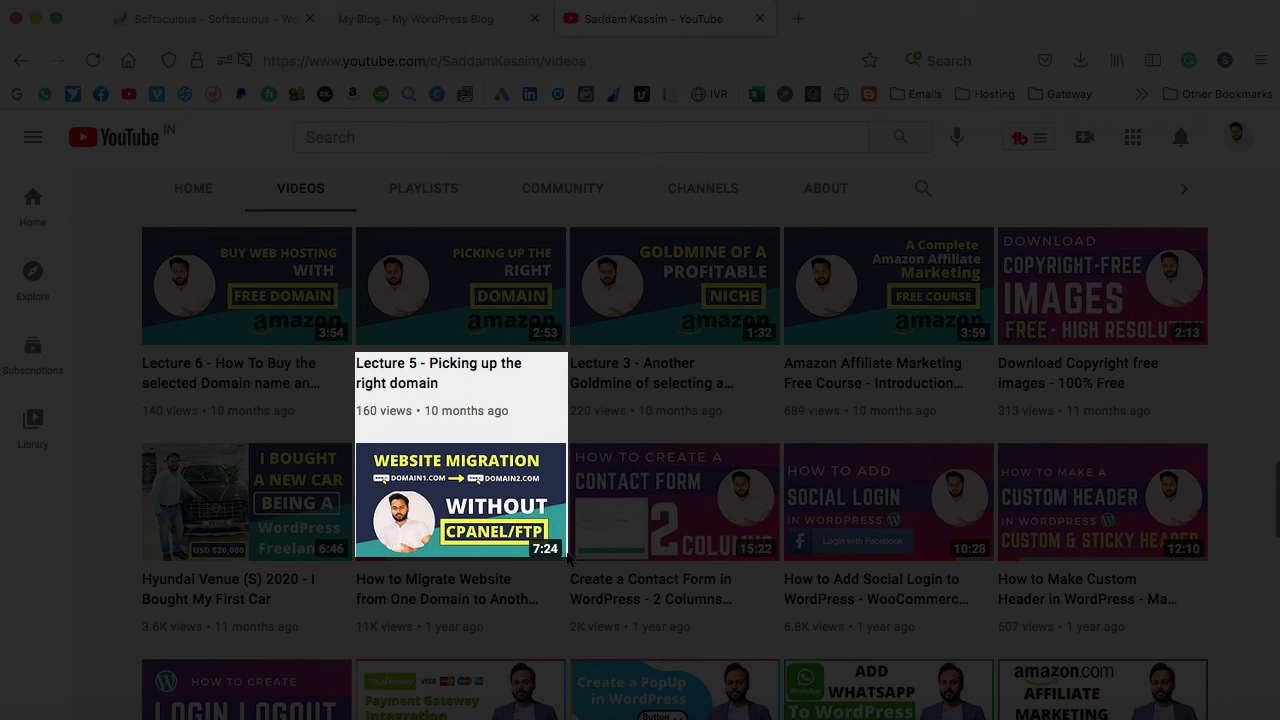 Softaculous - Softaculous - Wo
My Blog – My WordPress Blog
Saddam Kassim - YouTube
https://www.youtube.com/c/SaddamKassim/videos
Search
IVR
Emails
Hosting
Gateway
Other Bookmarks
YouTube IN
Search
HOME
VIDEOS
PLAYLISTS
COMMUNITY
CHANNELS
ABOUT
Home
Explore
Subscriptions
Library
BUY WEB HOSTING
WITH
FREE DOMAIN
amazon
3:54
PICKING UP THE
RIGHT
DOMAIN
amazon
2:53
GOLDMINE OF A
PROFITABLE
NICHE
amazon
1:32
A Complete
Amazon Affiliate
Marketing
FREE COURSE
amazon
3:59
DOWNLOAD
COPYRIGHT-FREE
IMAGES
FREE - HIGH RESOLUT
2:13
Lecture 6 - How To Buy the
selected Domain name an...
140 views • 10 months ago
Lecture 5 - Picking up the
right domain
160 views • 10 months ago
Lecture 3 - Another
Goldmine of selecting a...
220 views • 10 months ago
Amazon Affiliate Marketing
Free Course - Introduction...
689 views • 10 months ago
Download Copyright free
images - 100% Free
313 views • 11 months ago
I BOUGHT
A NEW CAR
BEING A
WordPress
Freelan
USD $20,000
6:46
WEBSITE MIGRATION
DOMAIN1.COM
DOMAIN2.COM
WITHOUT
CPANEL/FTP
7:24
HOW TO CREATE A
CONTACT FORM
2
COLUMNS
15:22
HOW TO ADD
SOCIAL LOGIN
IN WORDPRESS
Login with Facebook
10:28
HOW TO MAKE A
CUSTOM HEADER
IN WORDPRESS
CUSTOM & STICKY HEADER
12:10
Hyundai Venue (S) 2020 - I
Bought My First Car
3.6K views • 11 months ago
How to Migrate Website
from One Domain to Anoth...
11K views • 1 year ago
Create a Contact Form in
WordPress - 2 Columns...
2K views • 1 year ago
How to Add Social Login to
WordPress - WooCommerc...
6.8K views • 1 year ago
How to Make Custom
Header in WordPress - Ma...
507 views • 1 year ago
HOW TO CREATE
LOGIN LOGOUT
VISA
Payment Gateway
Integration
Create a PopUp
in WordPress
Button
WhatsApp
ADD
WHATSAPP
To WordPress
amazon.com
AFFILIATE
MARKETING